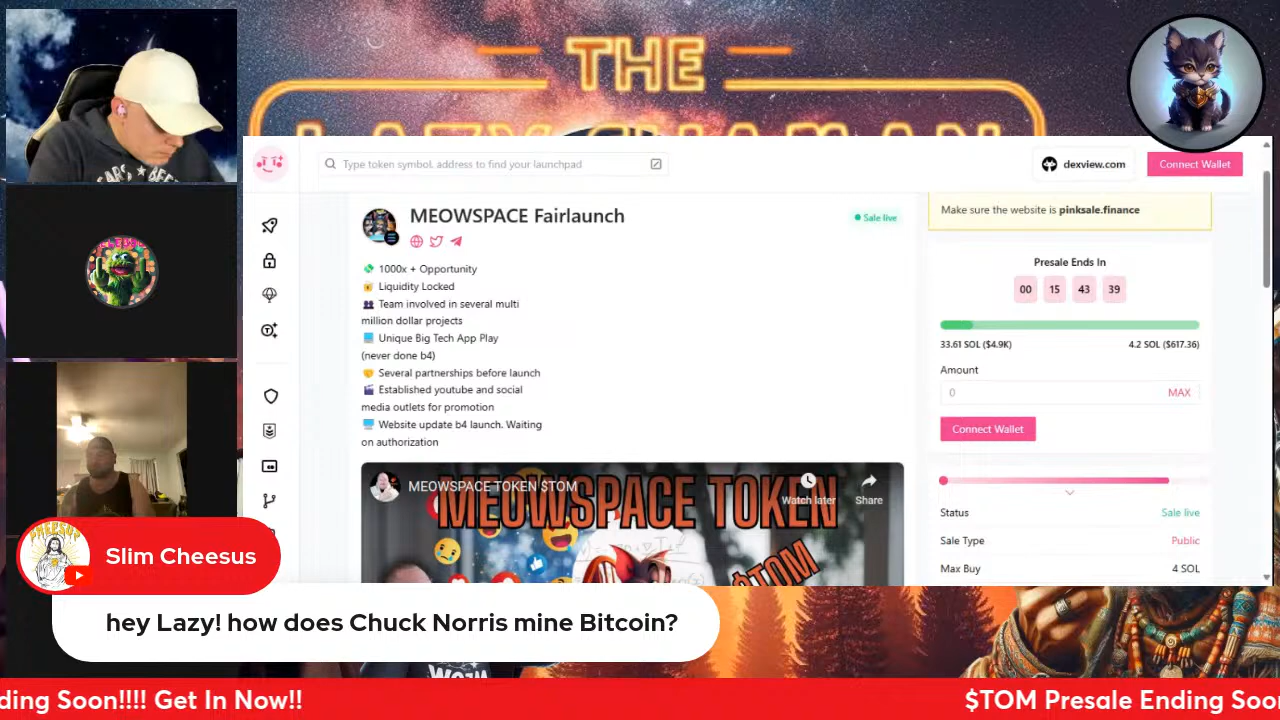 THE
LAZY SHAMAN
Type token symbol, address to find your launchpad
dexview.com
Connect Wallet
MEOWSPACE Fairlaunch
Sale live
1000x + Opportunity
Liquidity Locked
Team involved in several multi
million dollar projects
Unique Big Tech App Play
(never done b4)
Several partnerships before launch
Established youtube and social
media outlets for promotion
Website update b4 launch. Waiting
on authorization
Make sure the website is pinksale.finance
Presale Ends In
00 15 43 39
33.61 SOL ($4.9K) 4.2 SOL ($617.36)
Amount
0 MAX
Connect Wallet
Status Sale live
Sale Type Public
Max Buy 4 SOL
MEOWSPACE TOKEN $TOM
Watch later
Share
MEOWSPACE TOKEN
$TOM
Slim Cheesus
hey Lazy! how does Chuck Norris mine Bitcoin?
ding Soon!!!! Get In Now!! $TOM Presale Ending Soon